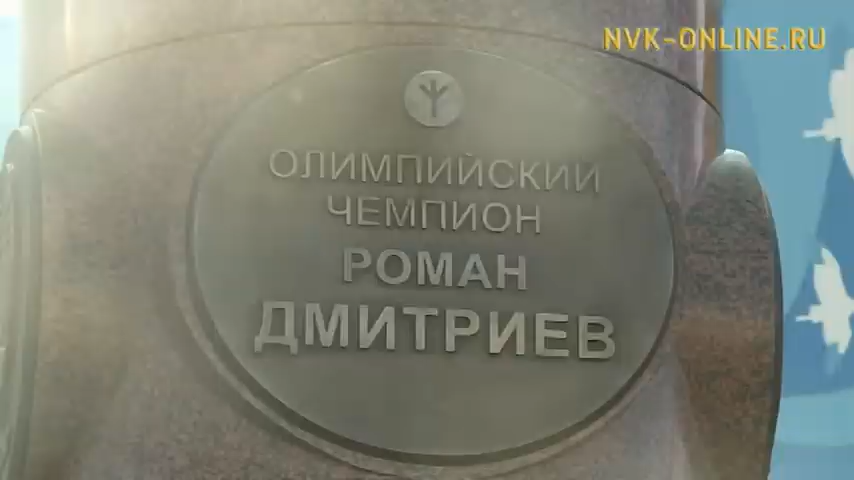 NVK-ONLINE.RU
ОЛИМПИЙСКИЙ
ЧЕМПИОН
РОМАН
ДМИТРИЕВ